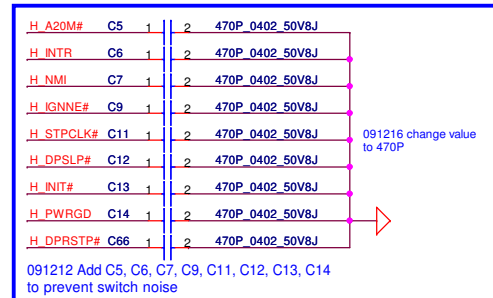 H_A20M# C5 1 2 470P_0402_50V8J
H_INTR C6 1 2 470P_0402_50V8J
H_NMI C7 1 2 470P_0402_50V8J
H_IGNNE# C9 1 2 470P_0402_50V8J
H_STPCLK# C11 1 2 470P_0402_50V8J
091216 change value
to 470P
H_DPSLP# C12 1 2 470P_0402_50V8J
H_INIT# C13 1 2 470P_0402_50V8J
H_PWRGD C14 1 2 470P_0402_50V8J
H_DPRSTP# C66 1 2 470P_0402_50V8J
091212 Add C5, C6, C7, C9, C11, C12, C13, C14
to prevent switch noise